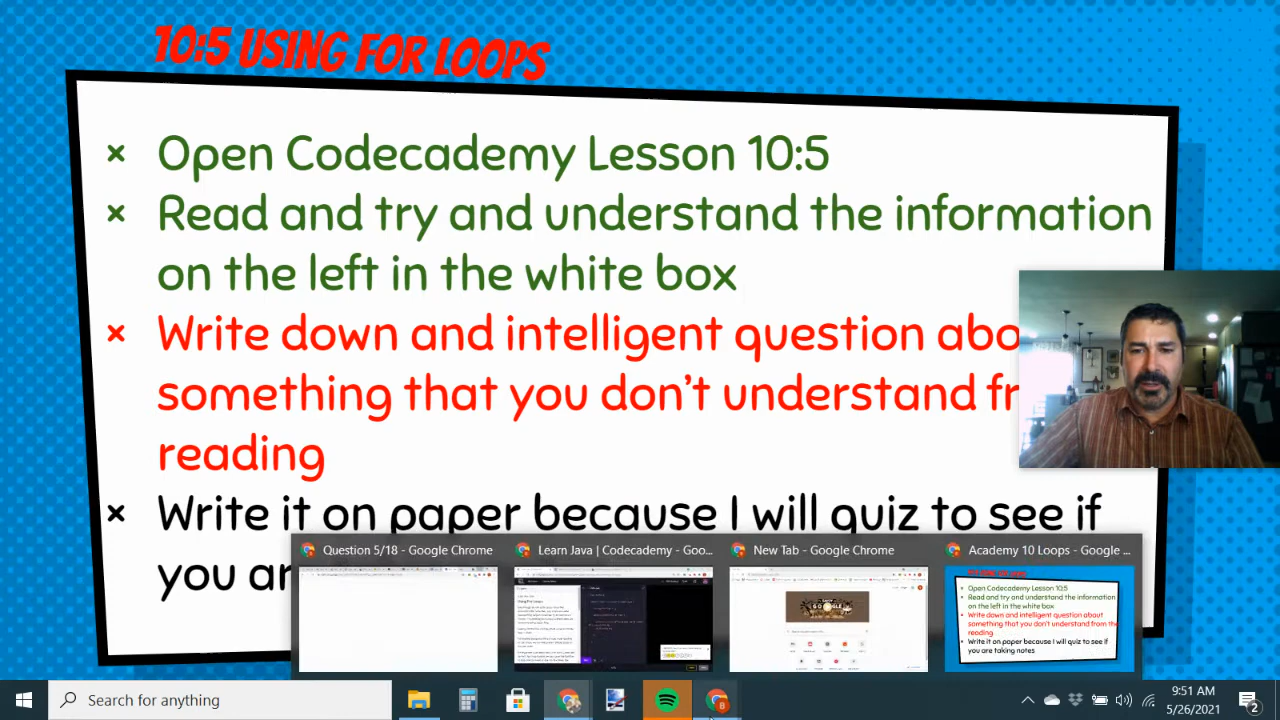 10:5 USING FOR LOOPS
× Open Codecademy Lesson 10:5
× Read and try and understand the information
on the left in the white box
× Write down and intelligent question abo
something that you don't understand fr
reading
× Write it on paper because I will quiz to see if
you ar
Question 5/18 - Google Chrome
Learn Java | Codecademy - Goo...
New Tab - Google Chrome
Academy 10 Loops - Google ...
Open Codecademy Lesson 10:5
Read and try and understand the information
on the left in the white box
Write down and intelligent question about
something that you don't understand from the
reading
Write it on paper because I will quiz to see if
you are taking notes
Search for anything
8
9:51 AM
5/26/2021
2